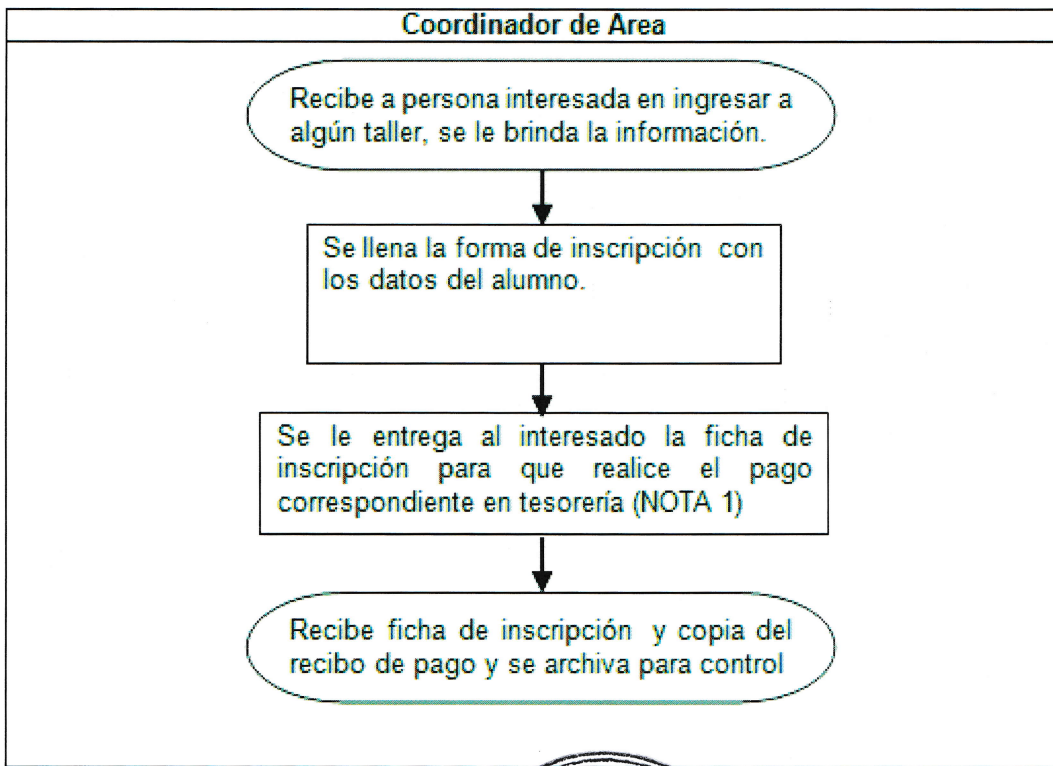 Coordinador de Area
Recibe a persona interesada en ingresar a
algún taller, se le brinda la información.
Se llena la forma de inscripción con
los datos del alumno.
Se le entrega al interesado la ficha de
inscripción para que realice el pago
correspondiente en tesorería (NOTA 1)
Recibe ficha de inscripción y copia del
recibo de pago y se archiva para control